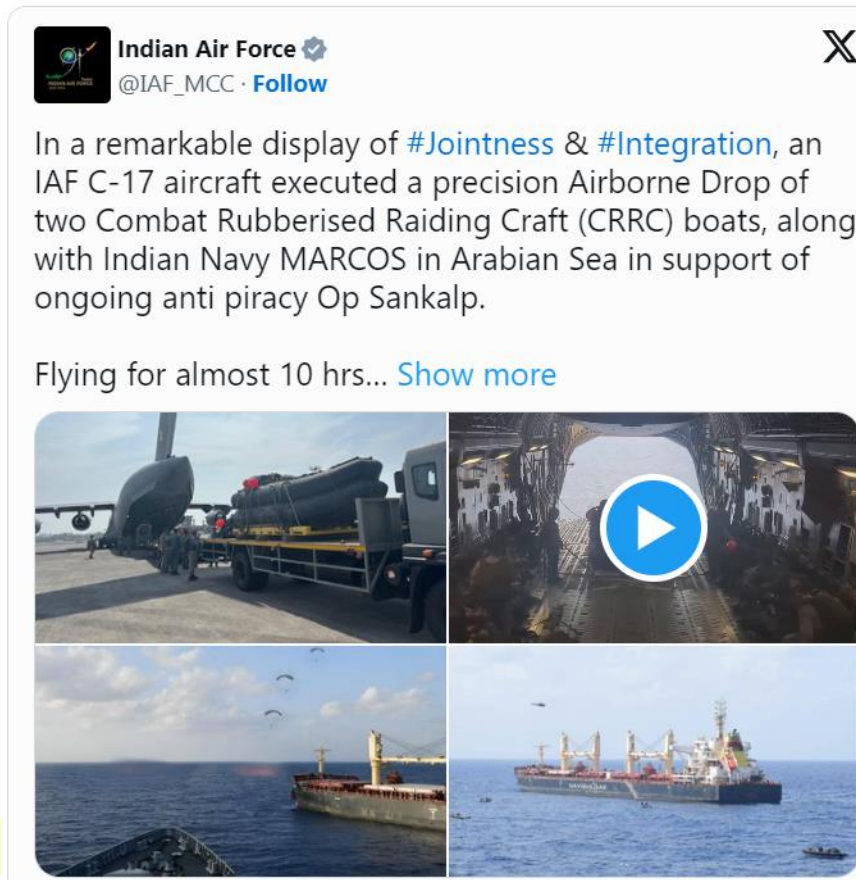 Indian Air Force
@IAF_MCC · Follow
In a remarkable display of #Jointness & #Integration, an
IAF C-17 aircraft executed a precision Airborne Drop of
two Combat Rubberised Raiding Craft (CRRC) boats, along
with Indian Navy MARCOS in Arabian Sea in support of
ongoing anti piracy Op Sankalp.
Flying for almost 10 hrs... Show more